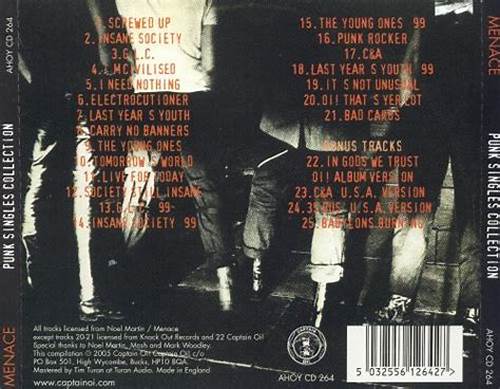 MENACE
PUNK SINGLES COLLECTION
AHOY CD 264
1.SCREWED UP
2.INSANE SOCIETY
3.G.L.C.
5.I NEED NOTHING
6.ELECTROCUTIONER
7.LAST YEAR S YOUTH
8.CARRY NO BANNERS
9.THE YOUNG ONES
10.TOMORROW S WORLD
11.LIVE FOR TODAY
12.SOCIETY STILL INSANE
13.G.L.C. 99
14.INSANE SOCIETY 99
15.THE YOUNG ONES 99
16.PUNK ROCKER
17.C&A
18.LAST YEAR S YOUTH 99
19.IT S NOT UNUSUAL
20.OI! THAT S YER LOT
21.BAD CARDS
BONUS TRACKS
22.IN GODS WE TRUST
OI! ALBUM VERSION
23.C&A U.S.A. VERSION
U.S.A. VERSION
25.BABYLONS BURNING
All tracks licensed from Noel Martin / Menace
except tracks 20-21 licensed from Knock Out Records and 22 Captain Oi!
Special thanks to Noel Martin, Mosh and Mark Woodley.
This compilation © 2005 Captain Oi! Captain Oi! c/o
PO Box 501, High Wycombe, Bucks, HP10 8QA.
Mastered by Tim Turan at Turan Audio. Made in England
www.captainoi.com
AHOY CD 264
5 032556 126427
MENACE
PUNK SINGLES COLLECTION
AHOY CD 264